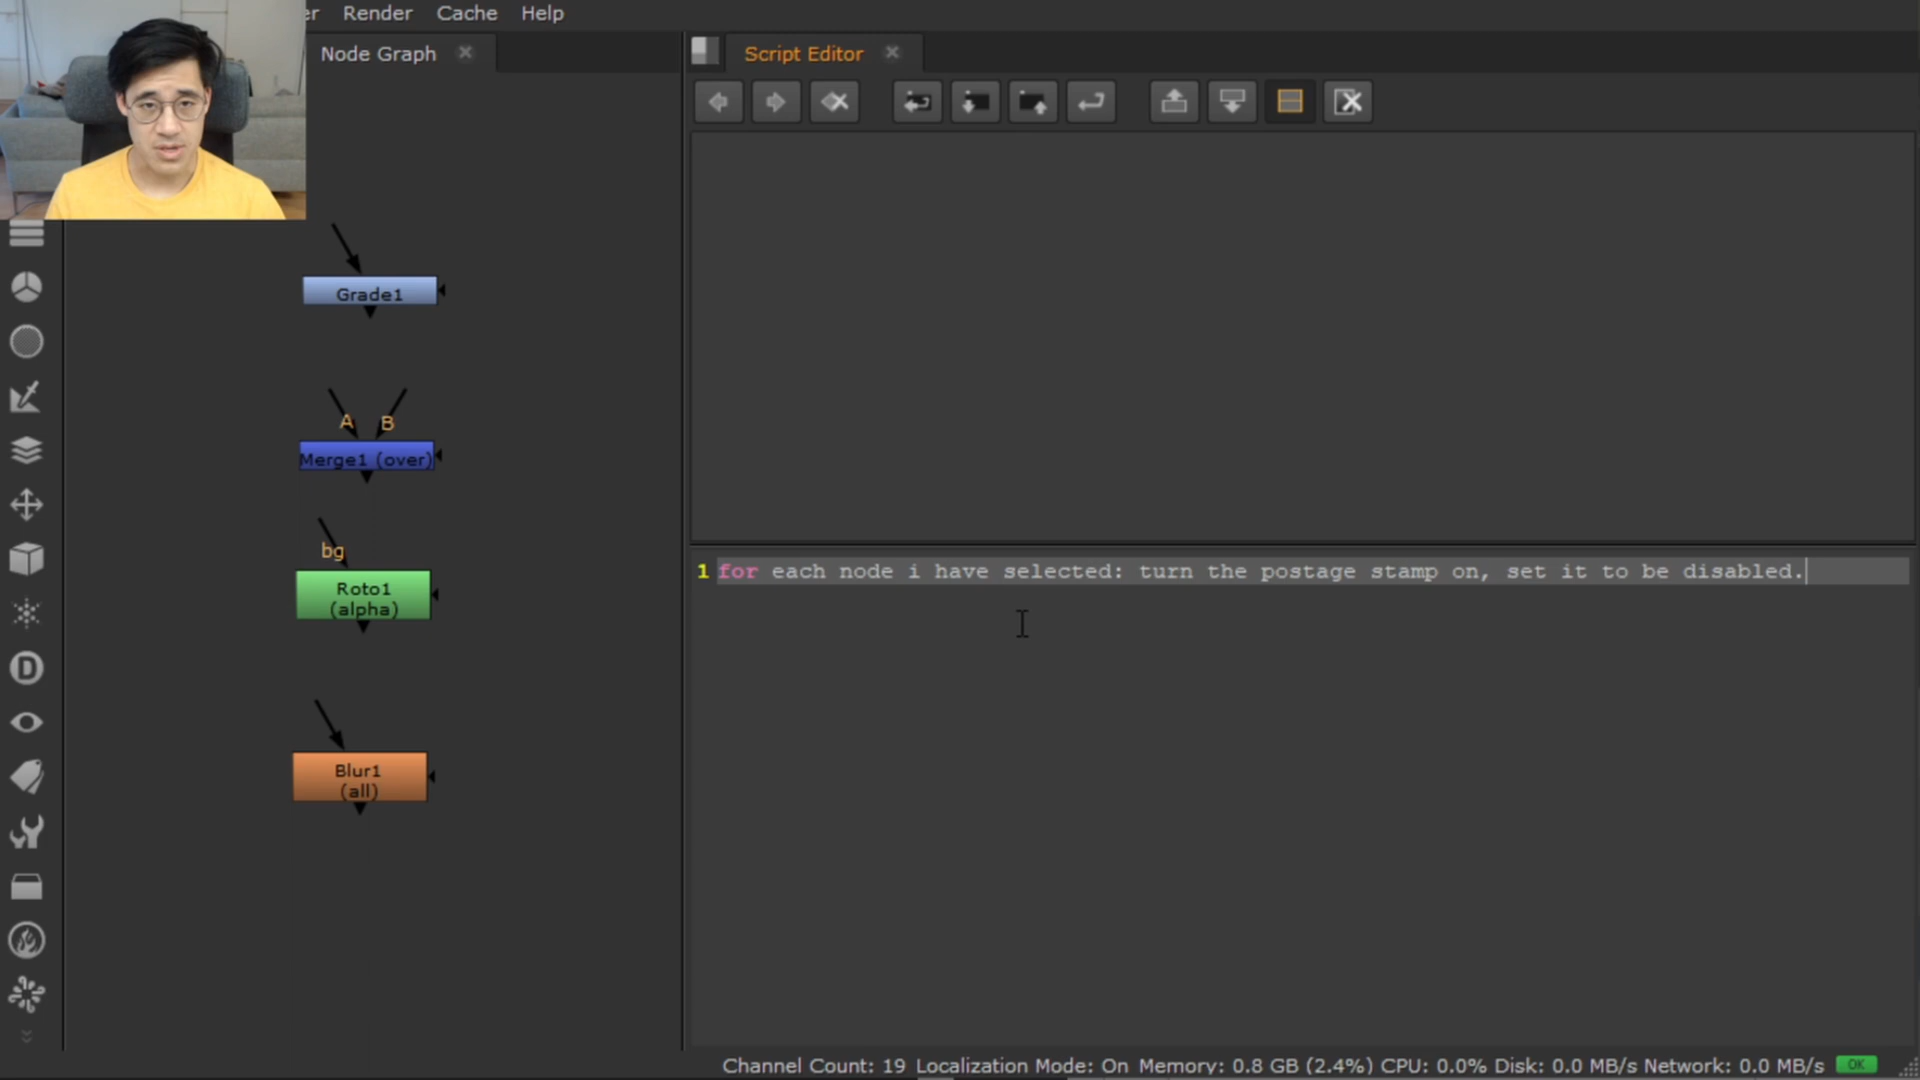 er Render Cache Help
Node Graph
Script Editor
Grade1
A B
Merge1 (over)
bg
Roto1
(alpha)
Blur1
(all)
D
1 for each node i have selected: turn the postage stamp on, set it to be disabled.
Channel Count: 19 Localization Mode: On Memory: 0.8 GB (2.4%) CPU: 0.0% Disk: 0.0 MB/s Network: 0.0 MB/s OK